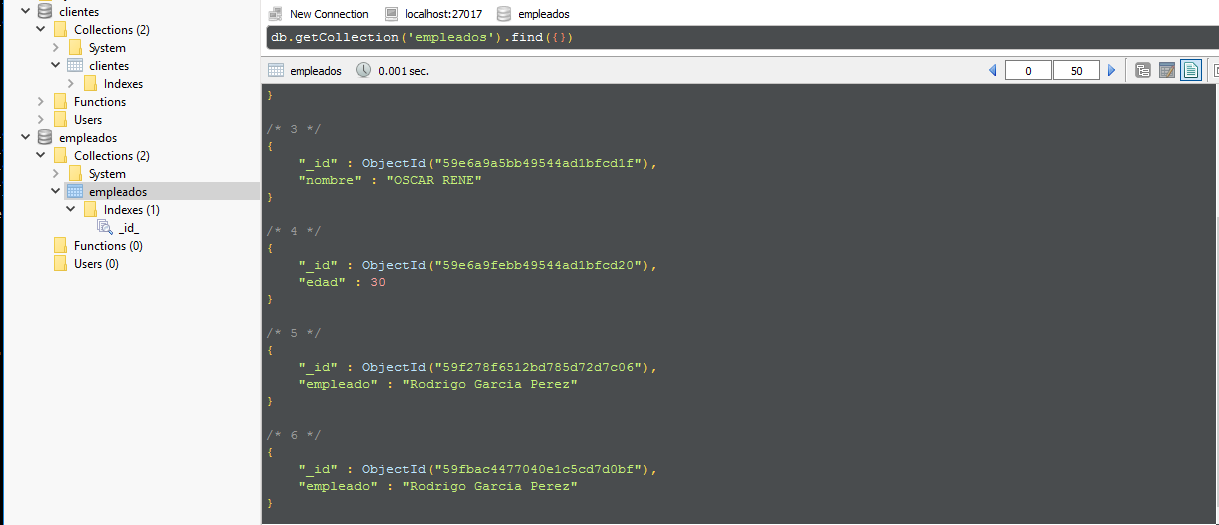 clientes
Collections (2)
System
clientes
Indexes
Functions
Users
empleados
Collections (2)
System
empleados
Indexes (1)
_id_
Functions (0)
Users (0)
New Connection localhost:27017 empleados
db.getCollection('empleados').find({})
empleados 0.001 sec. 0 50
}
/* 3 */
{
"_id" : ObjectId("59e6a9a5bb49544ad1bfcd1f"),
"nombre" : "OSCAR RENE"
}
/* 4 */
{
"_id" : ObjectId("59e6a9febb49544ad1bfcd20"),
"edad" : 30
}
/* 5 */
{
"_id" : ObjectId("59f278f6512bd785d72d7c06"),
"empleado" : "Rodrigo Garcia Perez"
}
/* 6 */
{
"_id" : ObjectId("59fbac4477040e1c5cd7d0bf"),
"empleado" : "Rodrigo Garcia Perez"
}